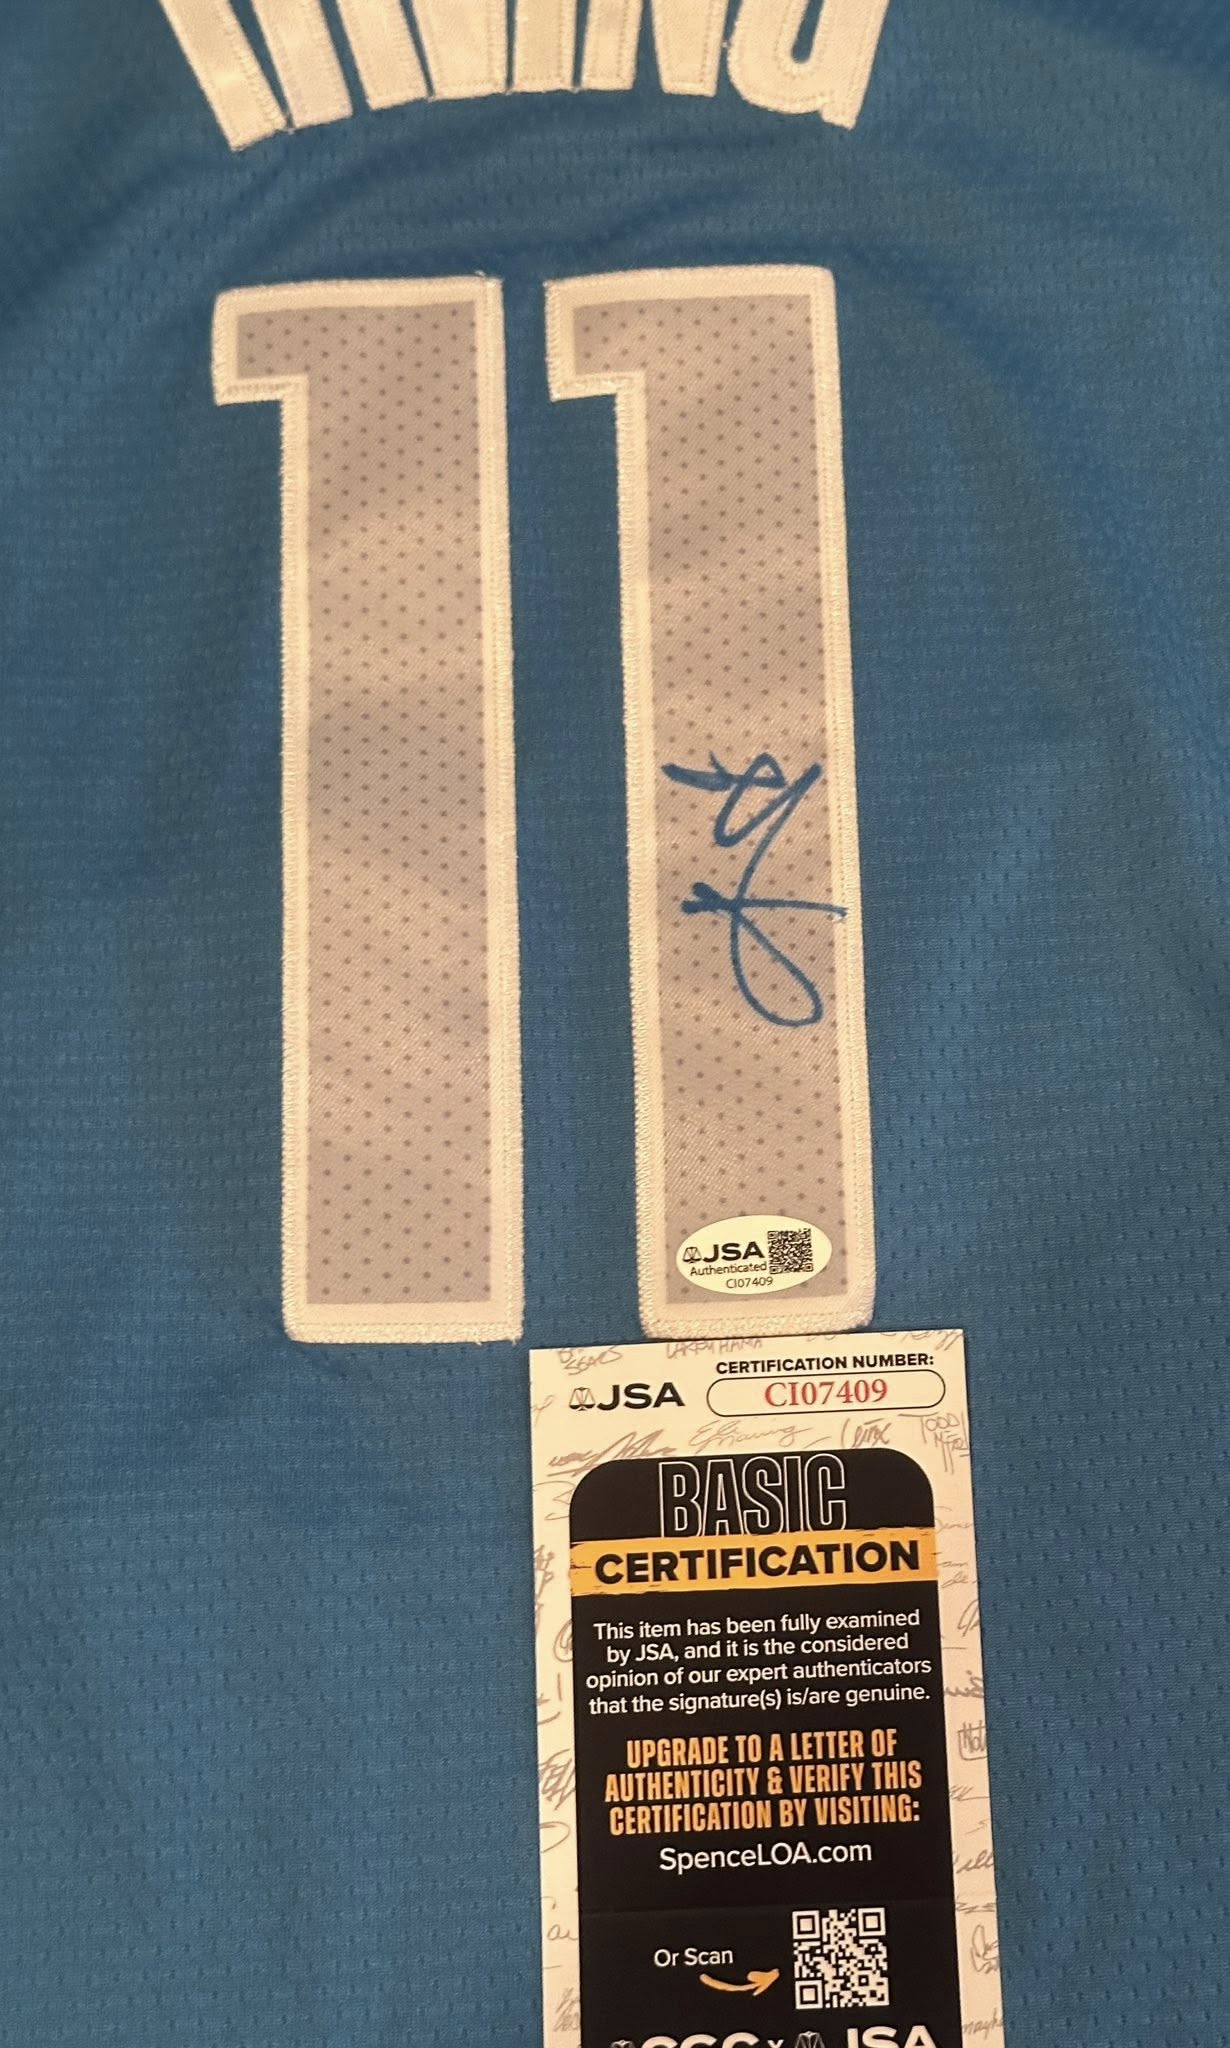 IRVING
11
JSA
Authenticated
CI07409
JSA
CERTIFICATION NUMBER:
CI07409
BASIC
CERTIFICATION
This item has been fully examined
by JSA, and it is the considered
opinion of our expert authenticators
that the signature(s) is/are genuine.
UPGRADE TO A LETTER OF
AUTHENTICITY & VERIFY THIS
CERTIFICATION BY VISITING:
SpenceLOA.com
Or Scan
CGC x JSA